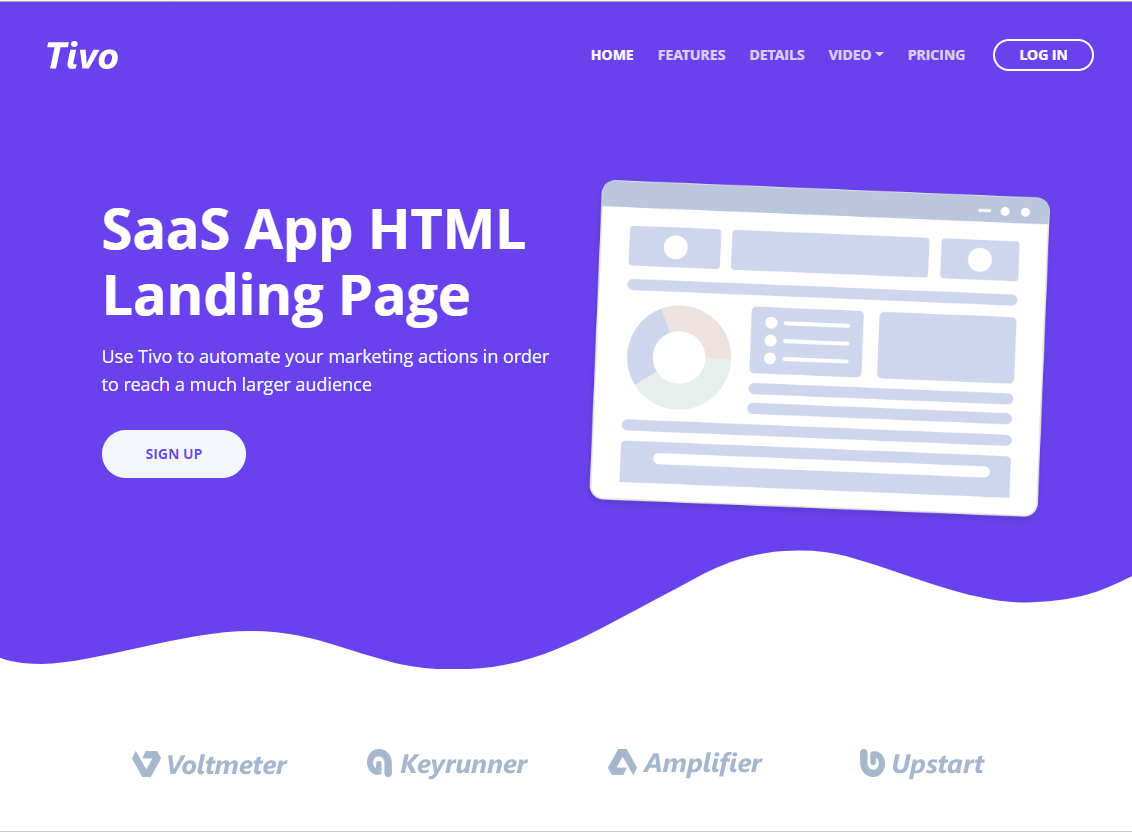 Tivo
HOME FEATURES DETAILS VIDEO PRICING LOG IN
SaaS App HTML
Landing Page
Use Tivo to automate your marketing actions in order
to reach a much larger audience
SIGN UP
Voltmeter Keyrunner Amplifier Upstart